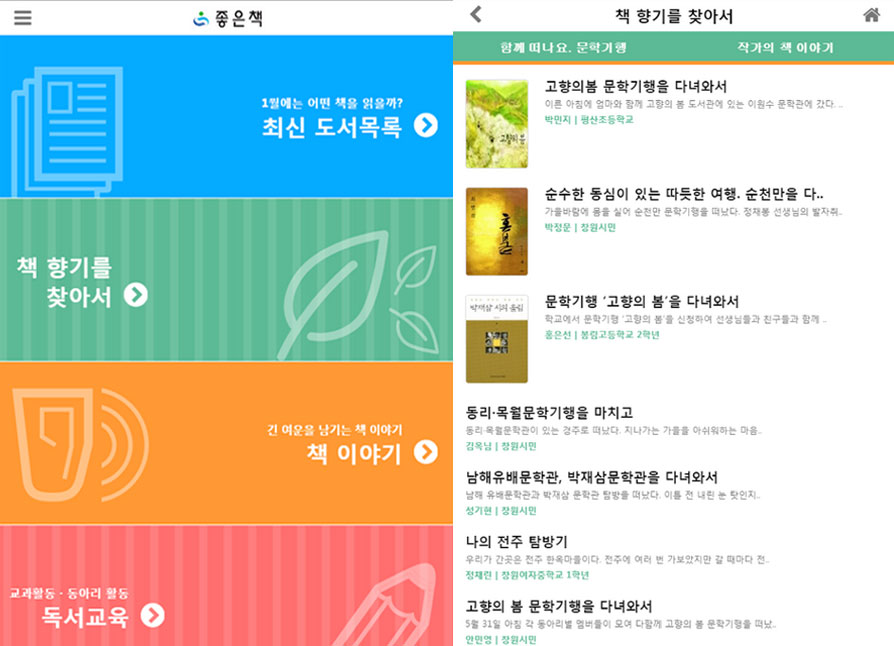 좋은책
1월에는 어떤 책을 읽을까?
최신 도서목록
책 향기를
찾아서
긴 여운을 남기는 책 이야기
책 이야기
교과활동 · 동아리 활동
독서교육
책 향기를 찾아서
함께 떠나요. 문학기행
작가의 책 이야기
고향의봄 문학기행을 다녀와서
이른 아침에 엄마와 함께 고향의 봄 도서관에 있는 이원수 문학관에 갔다. ..
박민지 | 평산초등학교
고향의 봄
순수한 동심이 있는 따듯한 여행. 순천만을 다..
가을바람에 몸을 실어 순천만 문학기행을 떠났다. 정채봉 선생님의 발자취..
박정문 | 창원시민
혼불
문학기행 '고향의 봄'을 다녀와서
학교에서 문학기행 '고향의 봄'을 신청하여 선생님들과 친구들과 함께 ..
홍은선 | 봉림고등학교 2학년
박재삼 시의 울림
동리·목월문학기행을 마치고
동리·목월문학관이 있는 경주로 떠났다. 지나가는 가을을 아쉬워하는 마음..
김옥님 | 창원시민
남해유배문학관, 박재삼문학관을 다녀와서
남해 유배문학관과 박재삼 문학관 탐방을 떠났다. 이틀 전 내린 눈 탓인지..
성기현 | 창원시민
나의 전주 탐방기
우리가 간곳은 전주 한옥마을이다. 전주에 여러 번 가보았지만 갈 때마다 전..
정채린 | 창원여자중학교 1학년
고향의 봄 문학기행을 다녀와서
5월 31일 아침 각 동아리별 멤버들이 모여 다함께 고향의 봄 문학기행을 떠났..
안민영 | 창원시민